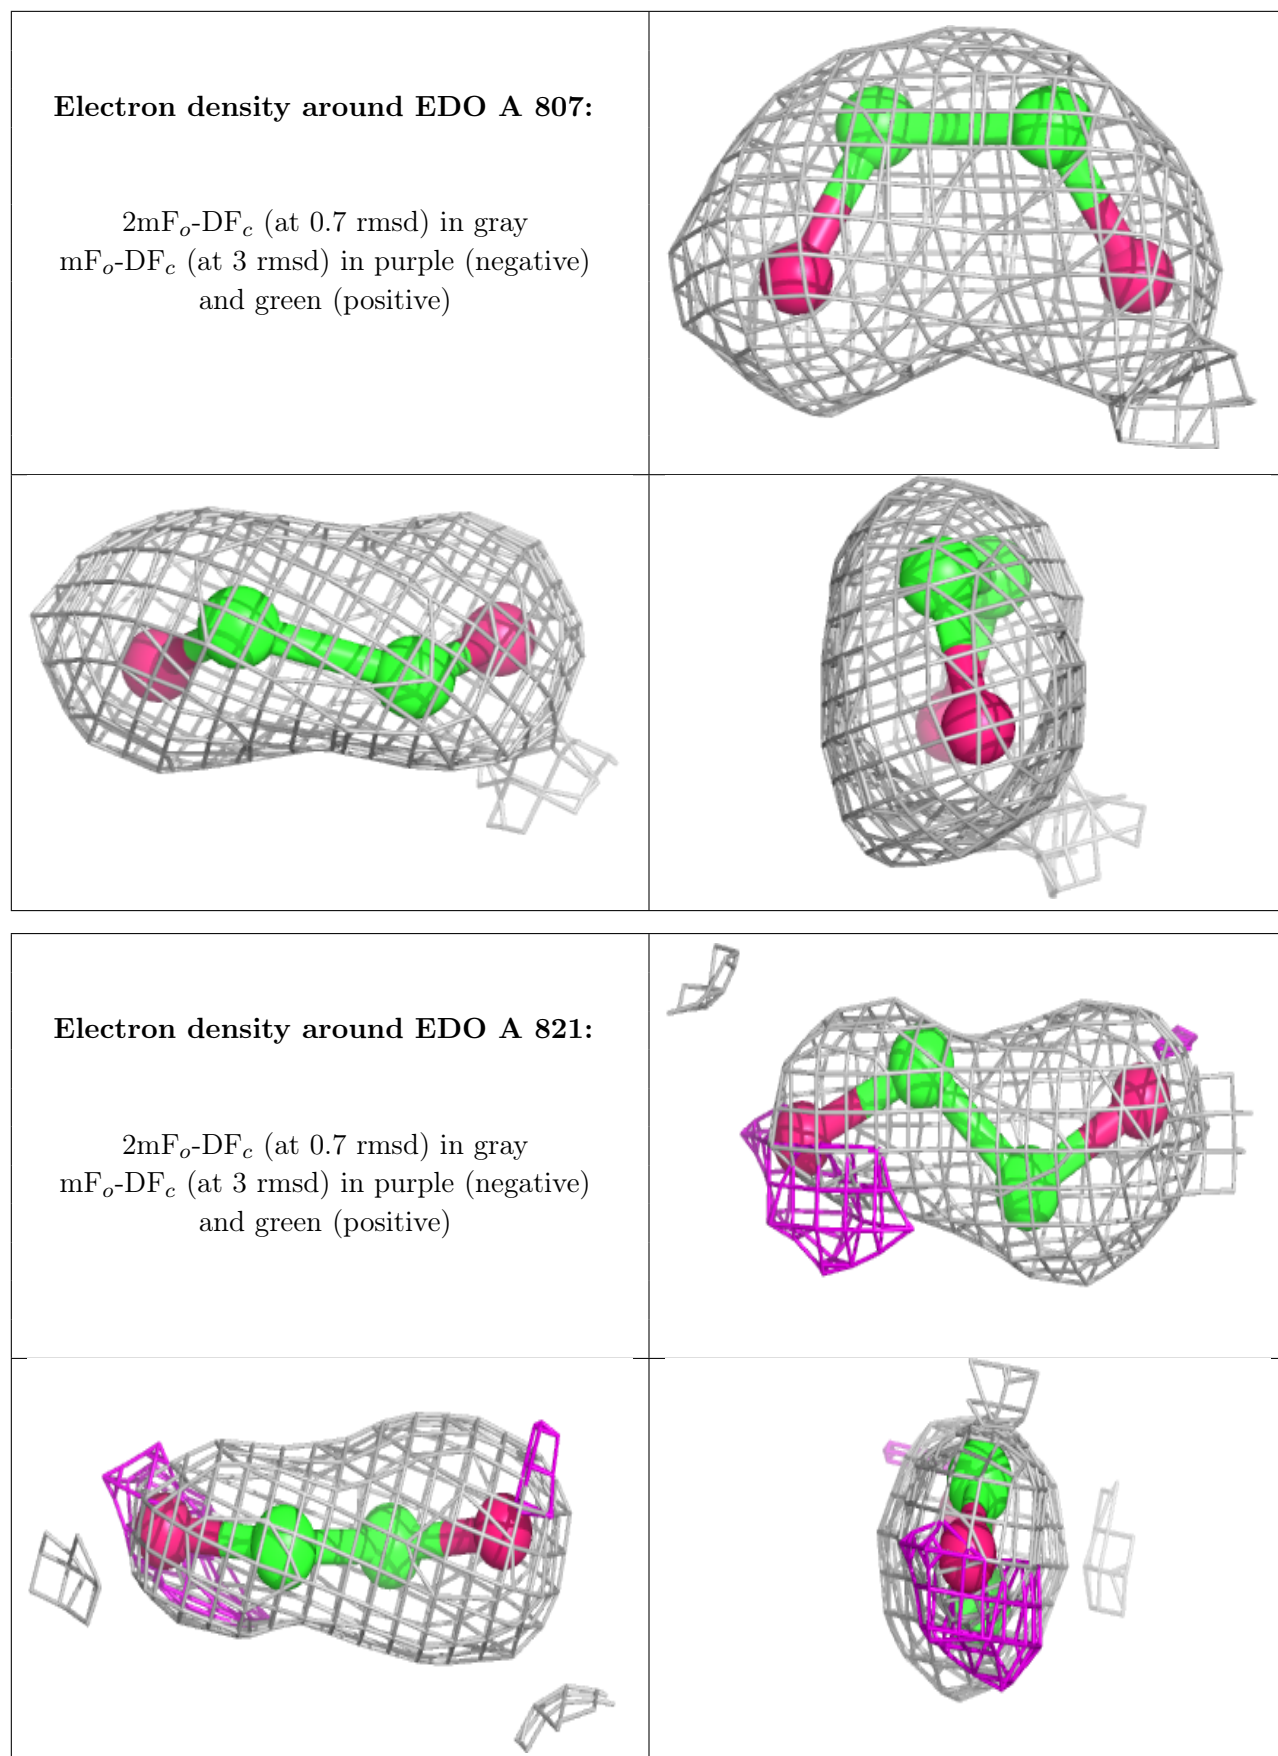 Electron density around EDO A 807:
2mFₒ-DF𝒸 (at 0.7 rmsd) in gray
mFₒ-DF𝒸 (at 3 rmsd) in purple (negative)
and green (positive)
Electron density around EDO A 821:
2mFₒ-DF𝒸 (at 0.7 rmsd) in gray
mFₒ-DF𝒸 (at 3 rmsd) in purple (negative)
and green (positive)